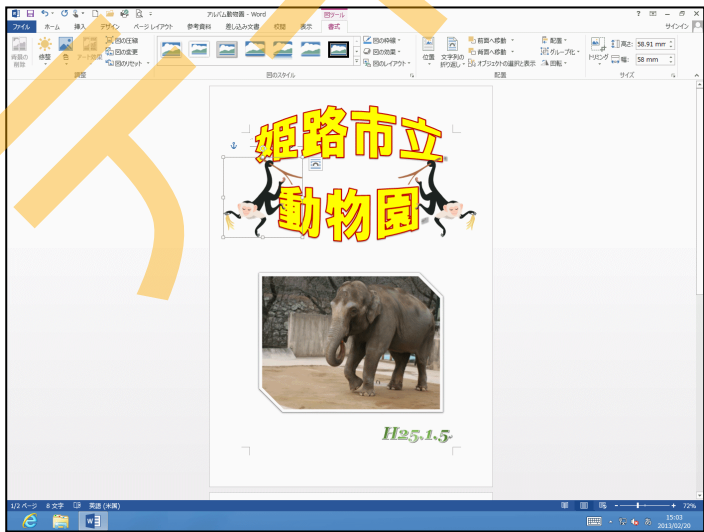 アルバム動物園 - Word
図ツール
サインイン
ファイル ホーム 挿入 デザイン ページ レイアウト 参考資料 差し込み文書 校閲 表示 書式
背景の削除
修整
色
アート効果
図の圧縮
図の変更
図のリセット
調整
図のスタイル
図の枠線
図の効果
図のレイアウト
位置
文字列の折り返し
前面へ移動
背面へ移動
オブジェクトの選択と表示
配置
グループ化
回転
配置
トリミング
高さ: 58.91 mm
幅: 58 mm
サイズ
姫路市立
動物園
H25.1.5
1/2 ページ 8 文字 英語 (米国)
72%
あ
15:03
2013/02/20